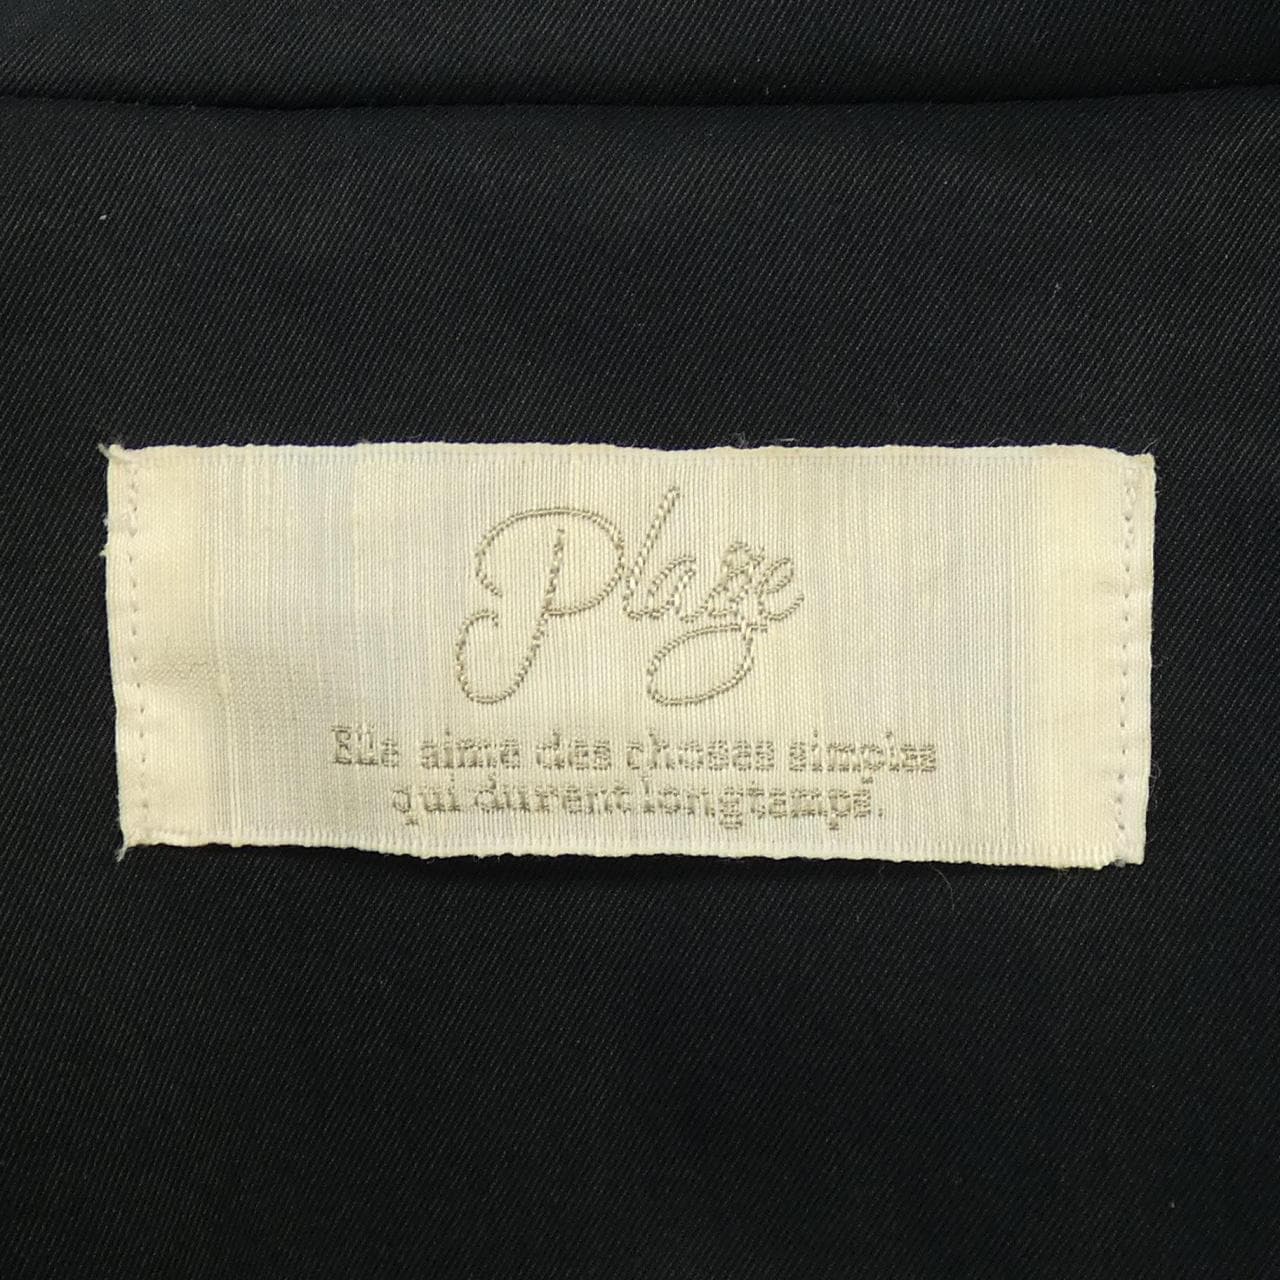 Plage
Elle aime des choses simples
qui durent longtemps.